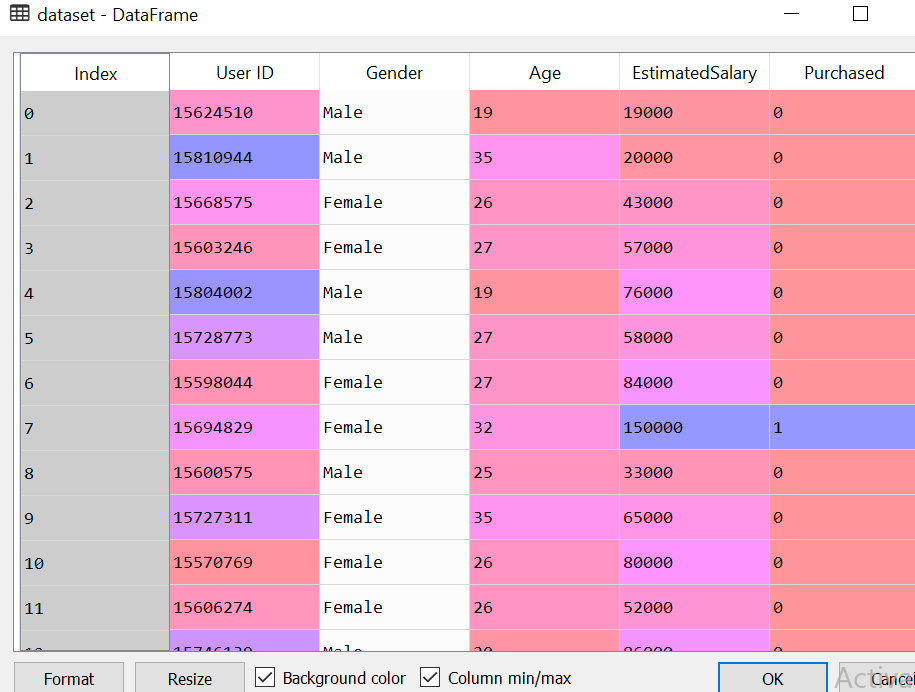 dataset - DataFrame
Index User ID Gender Age EstimatedSalary Purchased
0 15624510 Male 19 19000 0
1 15810944 Male 35 20000 0
2 15668575 Female 26 43000 0
3 15603246 Female 27 57000 0
4 15804002 Male 19 76000 0
5 15728773 Male 27 58000 0
6 15598044 Female 27 84000 0
7 15694829 Female 32 150000 1
8 15600575 Male 25 33000 0
9 15727311 Female 35 65000 0
10 15570769 Female 26 80000 0
11 15606274 Female 26 52000 0
Format Resize Background color Column min/max OK Cancel